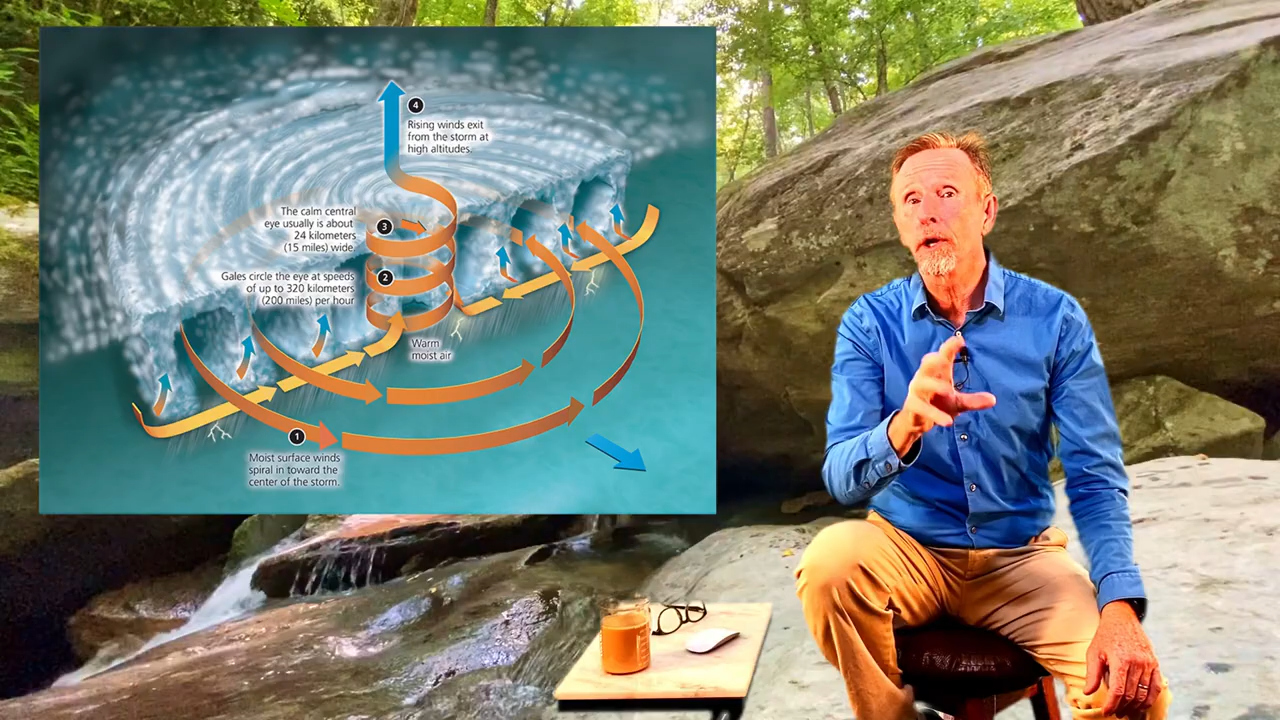 4
Rising winds exit
from the storm at
high altitudes.
The calm central
eye usually is about
24 kilometers
(15 miles) wide.
3
Gales circle the eye at speeds
of up to 320 kilometers
(200 miles) per hour
2
Warm
moist air
1
Moist surface winds
spiral in toward the
center of the storm.